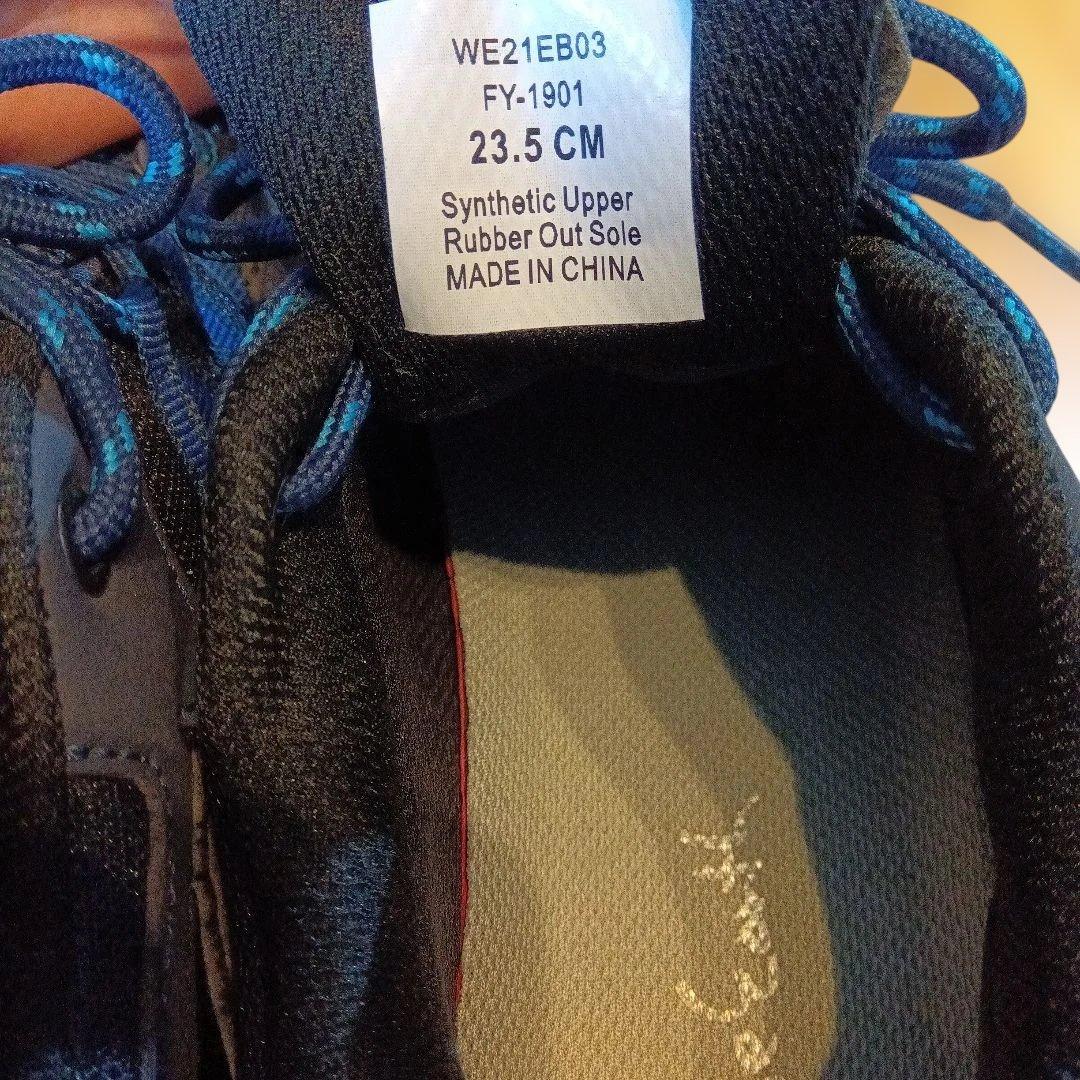 WE21EB03
FY-1901
23.5 CM
Synthetic Upper
Rubber Out Sole
MADE IN CHINA